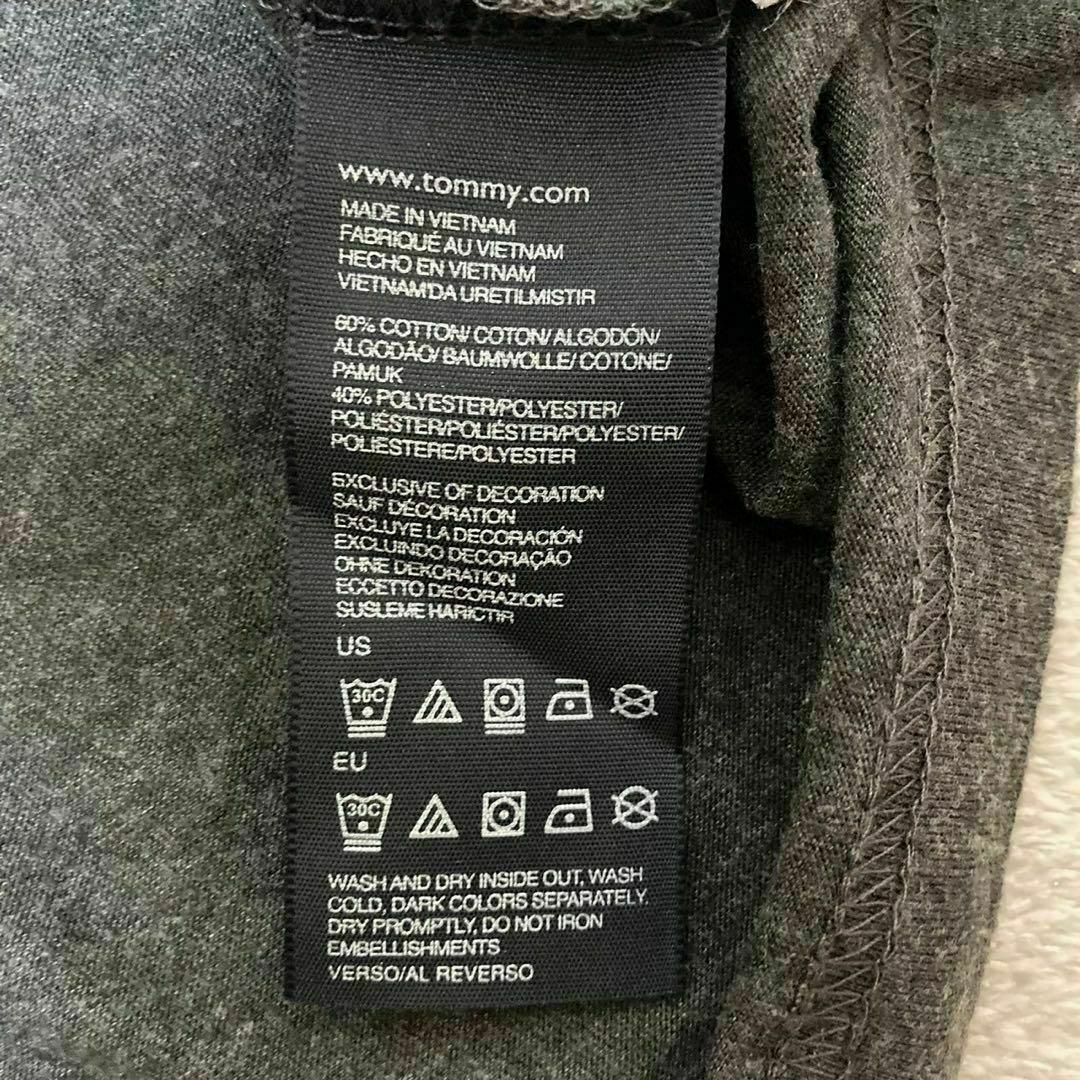 www.tommy.com
MADE IN VIETNAM
FABRIQUÉ AU VIETNAM
HECHO EN VIETNAM
VIETNAM'DA URETILMISTIR
60% COTTON/ COTON/ ALGODÓN/
ALGODÃO/ BAUMWOLLE/ COTONE/
PAMUK
40% POLYESTER/POLYESTER/
POLIÉSTER/POLIÉSTER/POLYESTER/
POLIESTERE/POLYESTER
EXCLUSIVE OF DECORATION
SAUF DÉCORATION
EXCLUYE LA DECORACIÓN
EXCLUINDO DECORAÇÃO
OHNE DEKORATION
ECCETTO DECORAZIONE
SUSLEME HARICTIR
US
30C
EU
30C
WASH AND DRY INSIDE OUT, WASH
COLD, DARK COLORS SEPARATELY.
DRY PROMPTLY, DO NOT IRON
EMBELLISHMENTS
VERSO/AL REVERSO